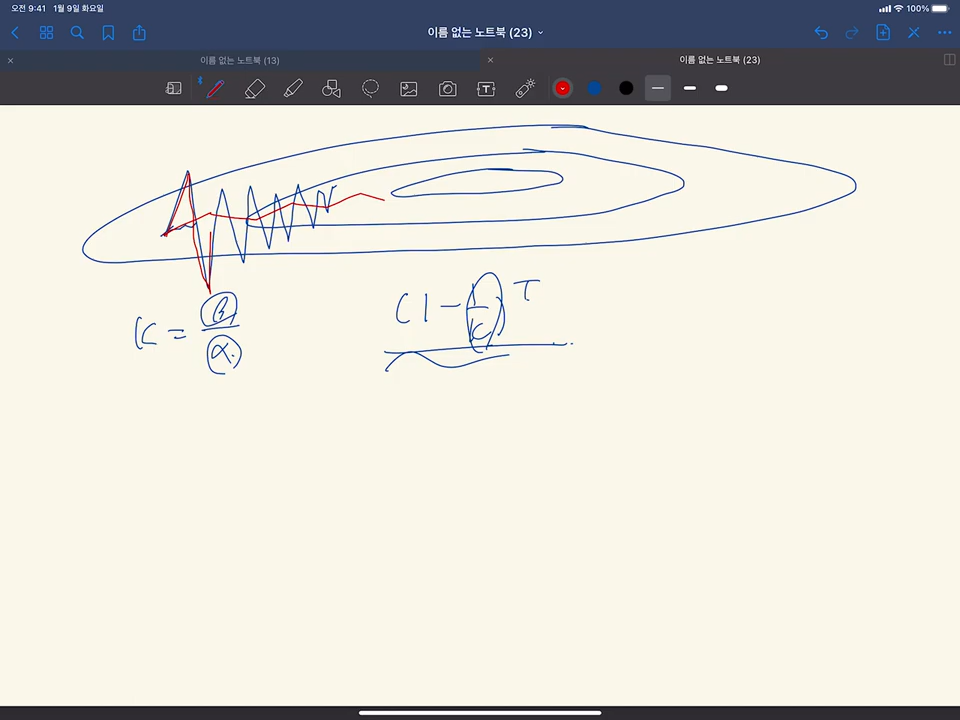 오전 9:41 1월 9일 화요일 100%
이름 없는 노트북 (23)
이름 없는 노트북 (13) 이름 없는 노트북 (23)
K = β/α
(1 - 1/K)^T